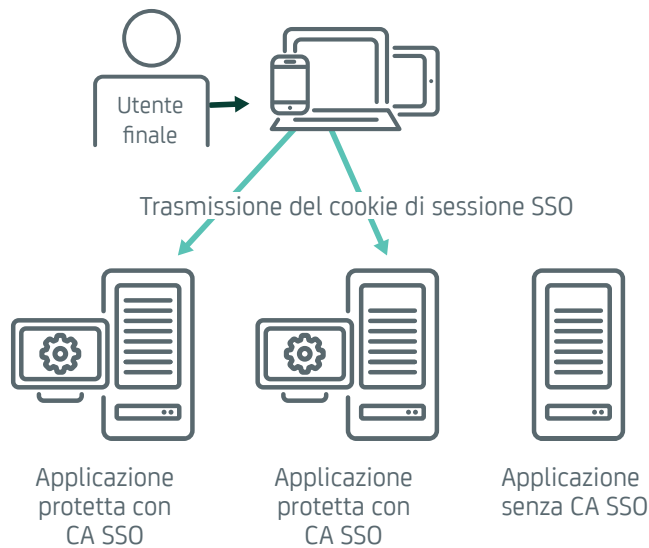 Utente
finale
Trasmissione del cookie di sessione SSO
Applicazione
protetta con
CA SSO
Applicazione
protetta con
CA SSO
Applicazione
senza CA SSO